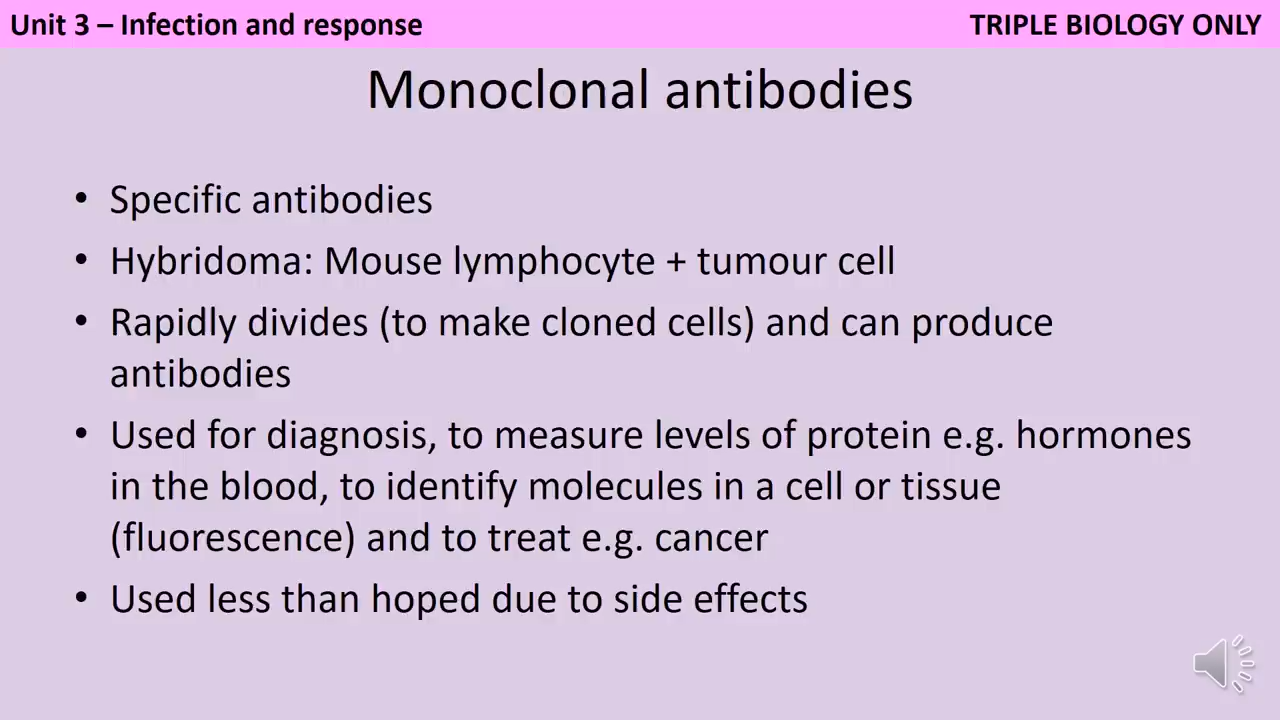 Unit 3 – Infection and response
TRIPLE BIOLOGY ONLY
Monoclonal antibodies
• Specific antibodies
• Hybridoma: Mouse lymphocyte + tumour cell
• Rapidly divides (to make cloned cells) and can produce
antibodies
• Used for diagnosis, to measure levels of protein e.g. hormones
in the blood, to identify molecules in a cell or tissue
(fluorescence) and to treat e.g. cancer
• Used less than hoped due to side effects